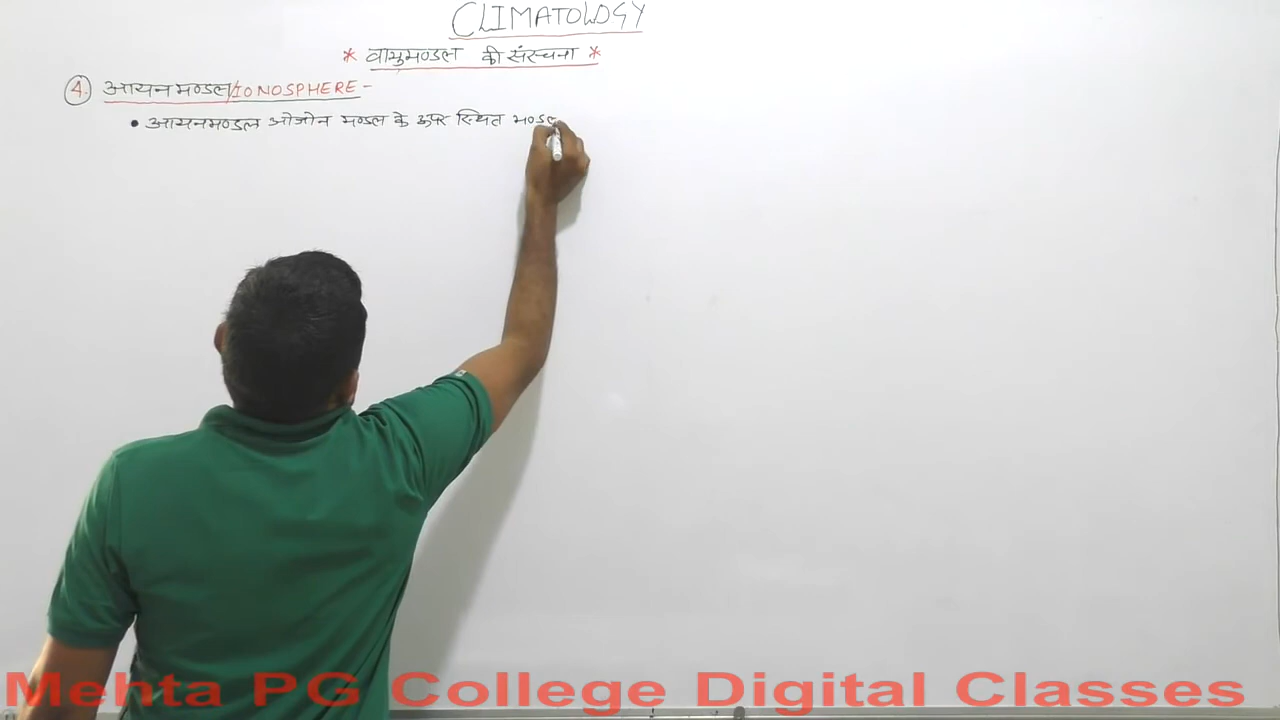 CLIMATOLOGY
* वायुमण्डल की संरचना *
4. आयनमण्डल/IONOSPHERE -
• आयनमण्डल ओजोन मण्डल के ऊपर स्थित मण्डल
Mehta PG College Digital Classes